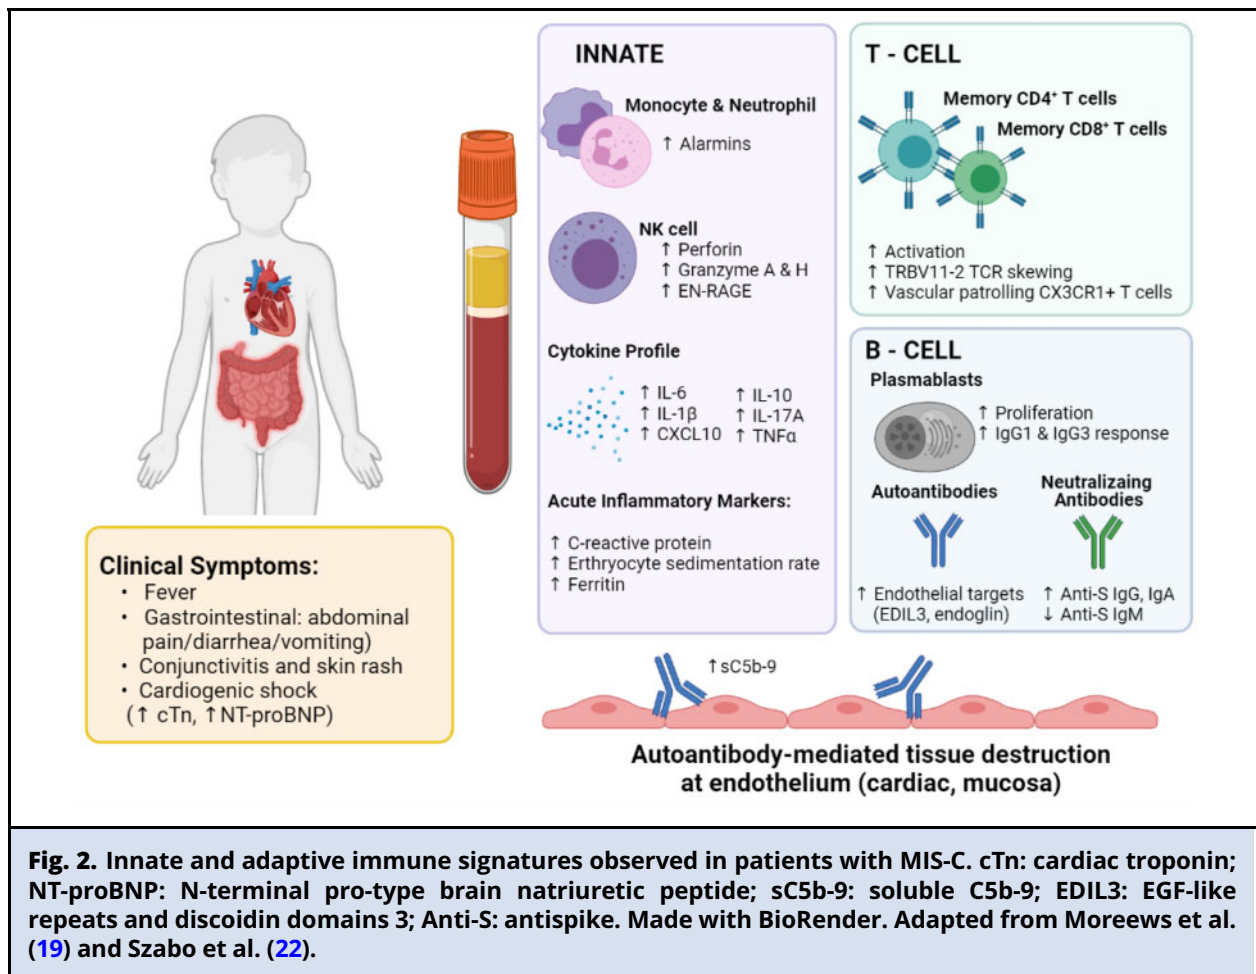 INNATE
Monocyte & Neutrophil
↑ Alarmins
NK cell
↑ Perforin
↑ Granzyme A & H
↑ EN-RAGE
Cytokine Profile
↑ IL-6
↑ IL-1β
↑ CXCL10
↑ IL-10
↑ IL-17A
↑ TNFα
Acute Inflammatory Markers:
↑ C-reactive protein
↑ Erthryocyte sedimentation rate
↑ Ferritin
T - CELL
Memory CD4⁺ T cells
Memory CD8⁺ T cells
↑ Activation
↑ TRBV11-2 TCR skewing
↑ Vascular patrolling CX3CR1+ T cells
B - CELL
Plasmablasts
↑ Proliferation
↑ IgG1 & IgG3 response
Autoantibodies
↑ Endothelial targets
(EDIL3, endoglin)
Neutralizaing
Antibodies
↑ Anti-S IgG, IgA
↓ Anti-S IgM
Clinical Symptoms:
• Fever
• Gastrointestinal: abdominal
pain/diarrhea/vomiting)
• Conjunctivitis and skin rash
• Cardiogenic shock
(↑ cTn, ↑NT-proBNP)
↑sC5b-9
Autoantibody-mediated tissue destruction
at endothelium (cardiac, mucosa)
Fig. 2. Innate and adaptive immune signatures observed in patients with MIS-C. cTn: cardiac troponin;
NT-proBNP: N-terminal pro-type brain natriuretic peptide; sC5b-9: soluble C5b-9; EDIL3: EGF-like
repeats and discoidin domains 3; Anti-S: antispike. Made with BioRender. Adapted from Moreews et al.
(19) and Szabo et al. (22).